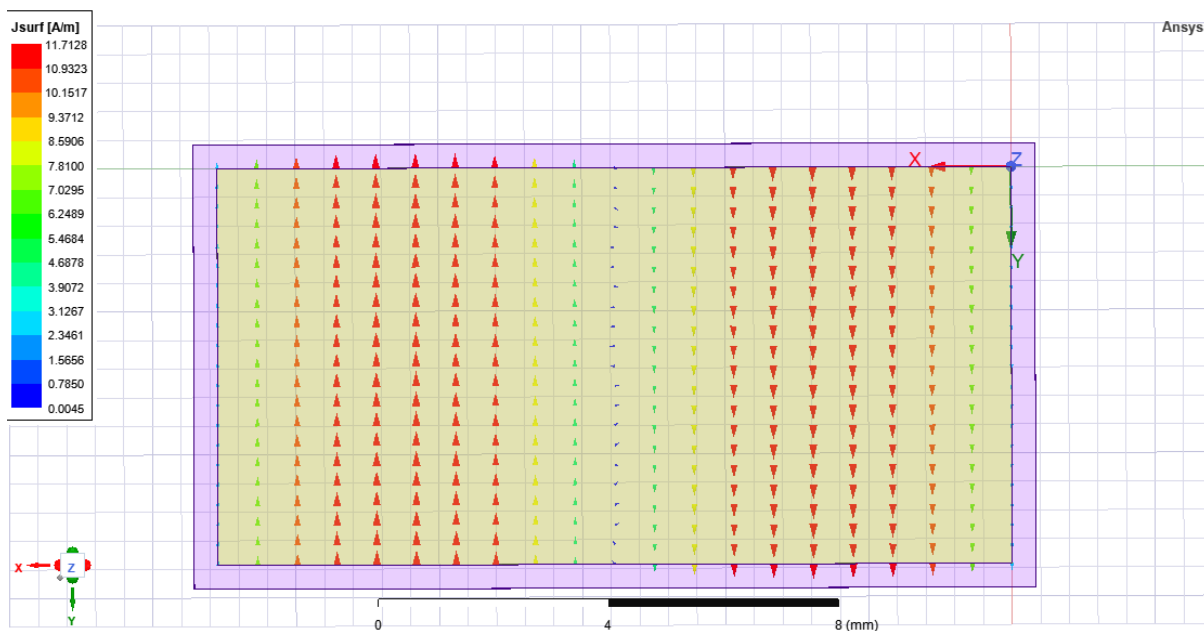 Jsurf [A/m]
11.7128
10.9323
10.1517
9.3712
8.5906
7.8100
7.0295
6.2489
5.4684
4.6878
3.9072
3.1267
2.3461
1.5656
0.7850
0.0045
Ansys
X
Z
Y
X
Z
Y
0 4 8 (mm)